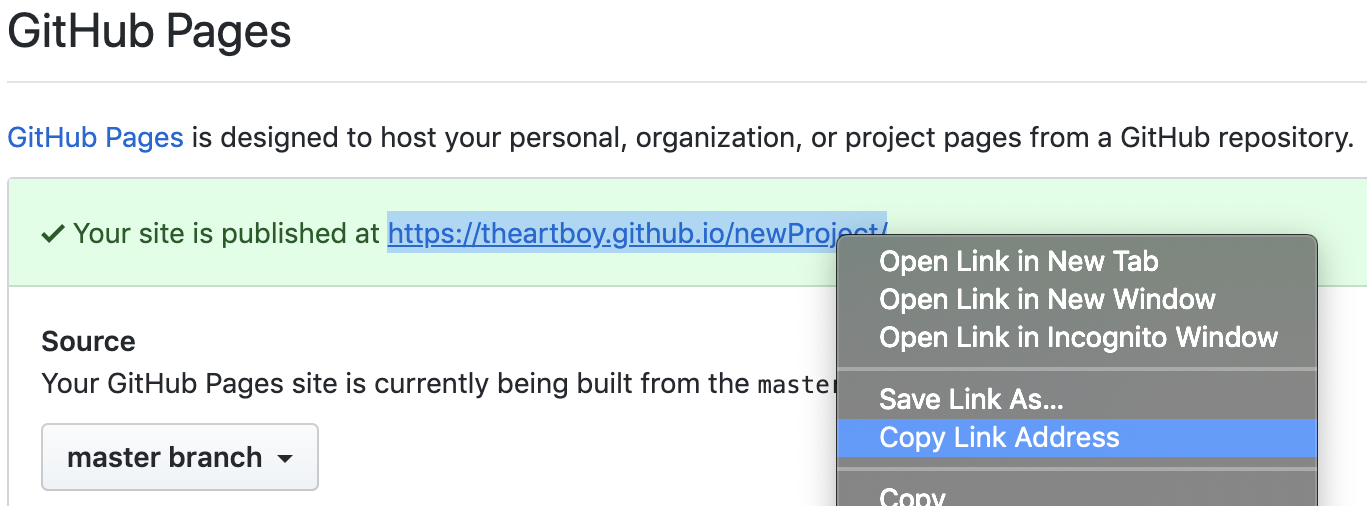 GitHub Pages
GitHub Pages is designed to host your personal, organization, or project pages from a GitHub repository.
✓ Your site is published at https://theartboy.github.io/newProject/
Open Link in New Tab
Open Link in New Window
Open Link in Incognito Window
Source
Your GitHub Pages site is currently being built from the master
Save Link As...
Copy Link Address
master branch
Copy